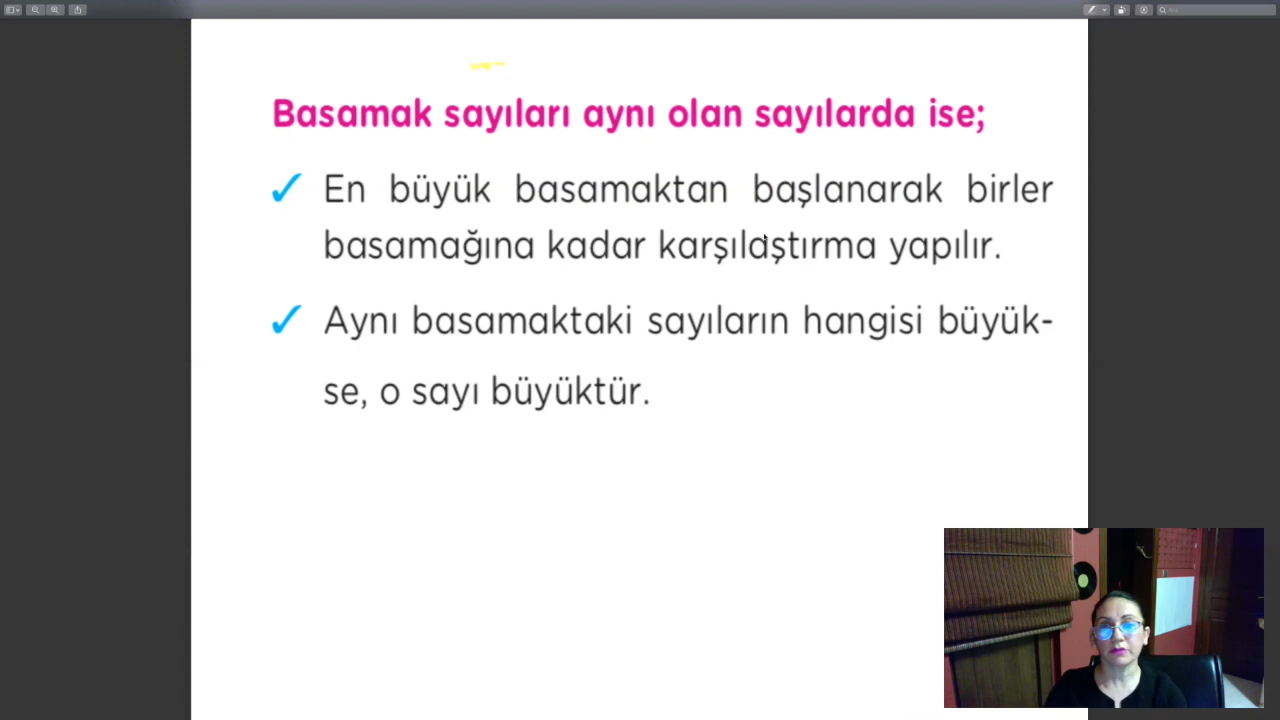 Basamak sayıları aynı olan sayılarda ise;
En büyük basamaktan başlanarak birler
basamağına kadar karşılaştırma yapılır.
Aynı basamaktaki sayıların hangisi büyük-
se, o sayı büyüktür.